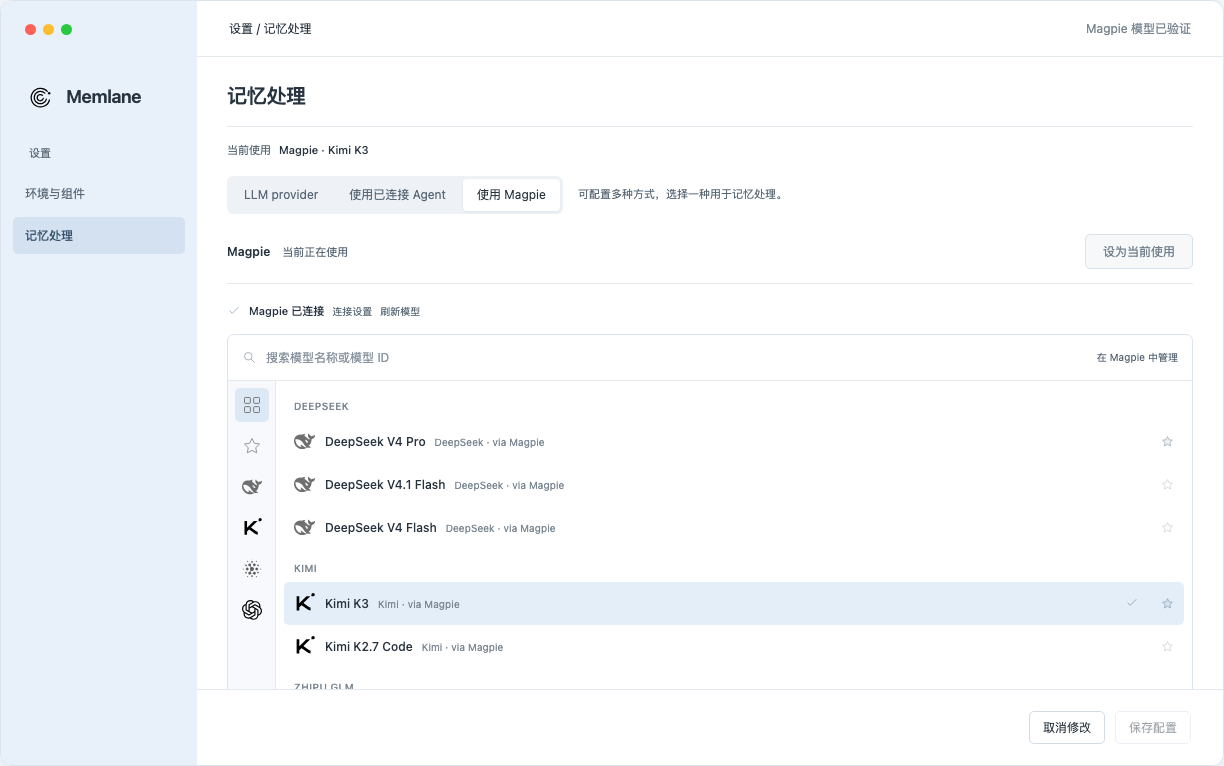 设置 / 记忆处理
Magpie 模型已验证
Memlane
设置
环境与组件
记忆处理
记忆处理
当前使用 Magpie · Kimi K3
LLM provider 使用已连接 Agent 使用 Magpie 可配置多种方式，选择一种用于记忆处理。
Magpie 当前正在使用 设为当前使用
Magpie 已连接 连接设置 刷新模型
搜索模型名称或模型 ID 在 Magpie 中管理
DEEPSEEK
DeepSeek V4 Pro DeepSeek · via Magpie
DeepSeek V4.1 Flash DeepSeek · via Magpie
DeepSeek V4 Flash DeepSeek · via Magpie
KIMI
Kimi K3 Kimi · via Magpie
Kimi K2.7 Code Kimi · via Magpie
ZHIPU GLM
取消修改 保存配置